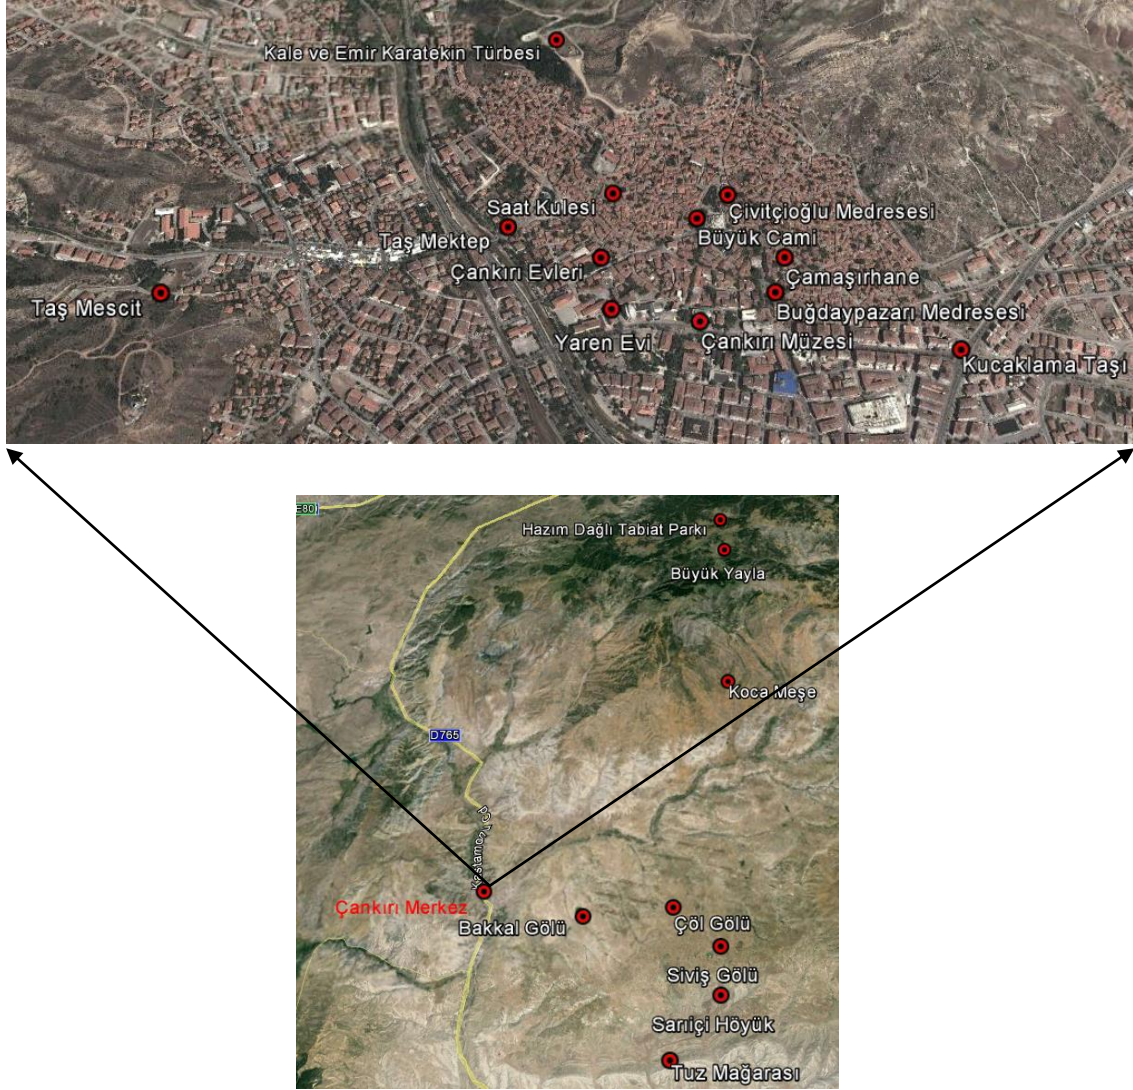 Kale ve Emir Karatekin Türbesi
Saat Kulesi
Çivitçioğlu Medresesi
Taş Mektep
Büyük Cami
Çankırı Evleri
Çamaşırhane
Taş Mescit
Buğdaypazarı Medresesi
Yaren Evi
Çankırı Müzesi
Kucaklama Taşı
E80
Hazım Dağlı Tabiat Parkı
Büyük Yayla
Koca Meşe
D765
Çankırı Merkez
Bakkal Gölü
Çöl Gölü
Siviş Gölü
Sarıiçi Höyük
Tuz Mağarası